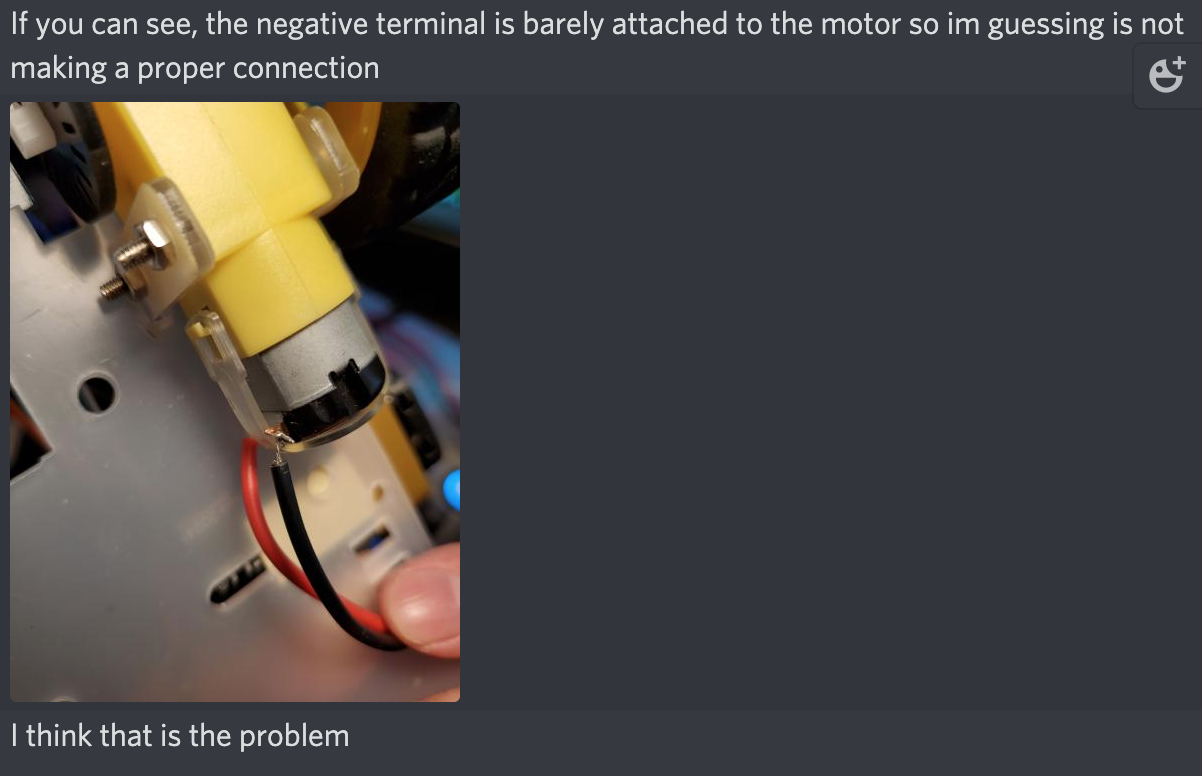 If you can see, the negative terminal is barely attached to the motor so im guessing is not
making a proper connection
I think that is the problem